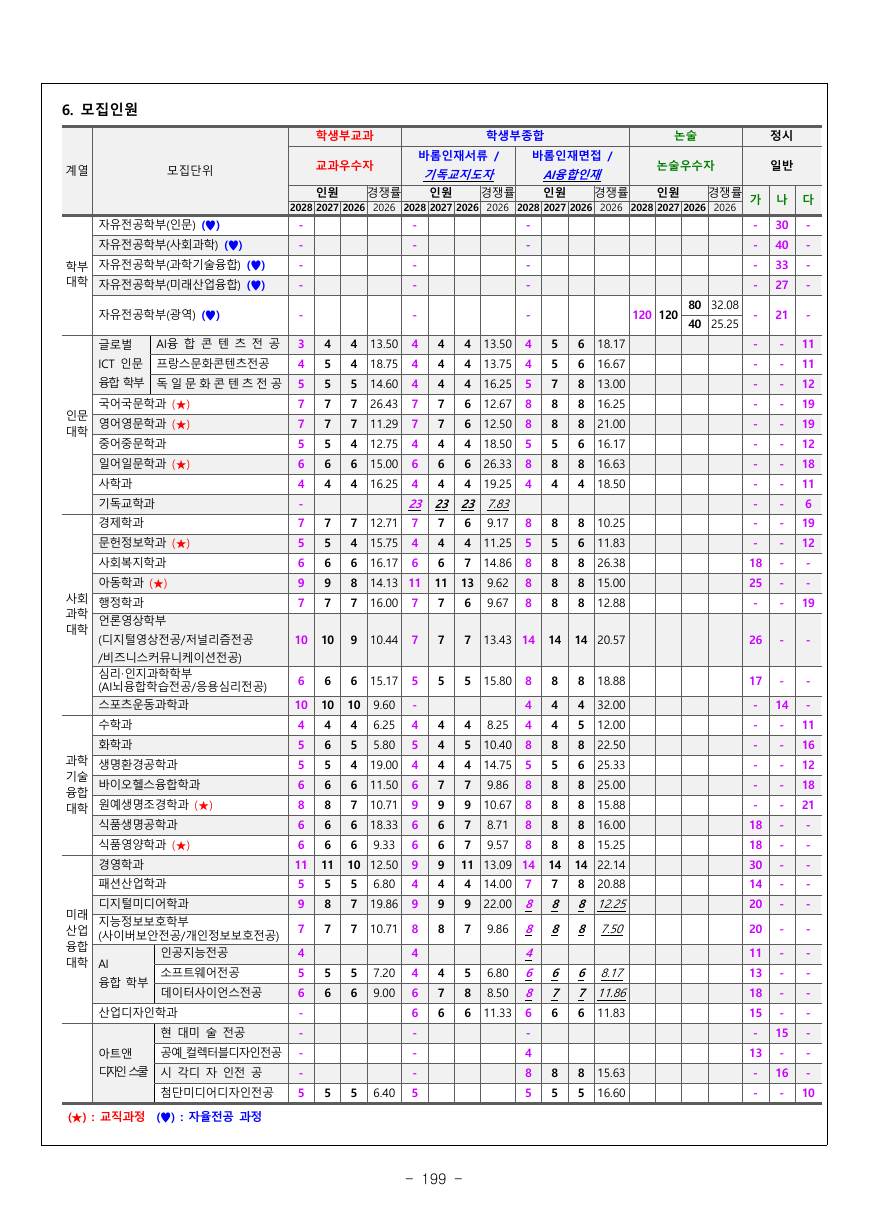 6. 모집인원
계열 모집단위 학생부교과 학생부종합 논술 정시
교과우수자 바롬인재서류 / 기독교지도자 바롬인재면접 / AI융합인재 논술우수자 일반
인원 경쟁률 인원 경쟁률 인원 경쟁률 인원 경쟁률 가 나 다
2028 2027 2026 2026 2028 2027 2026 2026 2028 2027 2026 2026 2028 2027 2026 2026
학부대학
자유전공학부(인문) (♥) - - - - 30 -
자유전공학부(사회과학) (♥) - - - - 40 -
자유전공학부(과학기술융합) (♥) - - - - 33 -
자유전공학부(미래산업융합) (♥) - - - - 27 -
자유전공학부(광역) (♥) - - - 120 120 80 32.08 - 21 -
40 25.25
인문대학
글로벌 ICT 인문 융합 학부
AI융합콘텐츠전공 3 4 4 13.50 4 4 4 13.50 4 5 6 18.17 - - 11
프랑스문화콘텐츠전공 4 5 4 18.75 4 4 4 13.75 4 5 6 16.67 - - 11
독일문화콘텐츠전공 5 5 5 14.60 4 4 4 16.25 5 7 8 13.00 - - 12
국어국문학과 (★) 7 7 7 26.43 7 7 6 12.67 8 8 8 16.25 - - 19
영어영문학과 (★) 7 7 7 11.29 7 7 6 12.50 8 8 8 21.00 - - 19
중어중문학과 5 5 4 12.75 4 4 4 18.50 5 5 6 16.17 - - 12
일어일문학과 (★) 6 6 6 15.00 6 6 6 26.33 8 8 8 16.63 - - 18
사학과 4 4 4 16.25 4 4 4 19.25 4 4 4 18.50 - - 11
기독교학과 - 23 23 23 7.83 - - 6
사회과학대학
경제학과 7 7 7 12.71 7 7 6 9.17 8 8 8 10.25 - - 19
문헌정보학과 (★) 5 5 4 15.75 4 4 4 11.25 5 5 6 11.83 - - 12
사회복지학과 6 6 6 16.17 6 6 7 14.86 8 8 8 26.38 18 - -
아동학과 (★) 9 9 8 14.13 11 11 13 9.62 8 8 8 15.00 25 - -
행정학과 7 7 7 16.00 7 7 6 9.67 8 8 8 12.88 - - 19
언론영상학부
(디지털영상전공/저널리즘전공 10 10 9 10.44 7 7 7 13.43 14 14 14 20.57 26 - -
/비즈니스커뮤니케이션전공)
심리·인지과학학부
(AI뇌융합학습전공/응용심리전공) 6 6 6 15.17 5 5 5 15.80 8 8 8 18.88 17 - -
스포츠운동과학과 10 10 10 9.60 - 4 4 4 32.00 - 14 -
과학기술융합대학
수학과 4 4 4 6.25 4 4 4 8.25 4 4 5 12.00 - - 11
화학과 5 6 5 5.80 5 4 5 10.40 8 8 8 22.50 - - 16
생명환경공학과 5 5 4 19.00 4 4 4 14.75 5 5 6 25.33 - - 12
바이오헬스융합학과 6 6 6 11.50 6 7 7 9.86 8 8 8 25.00 - - 18
원예생명조경학과 (★) 8 8 7 10.71 9 9 9 10.67 8 8 8 15.88 - - 21
식품생명공학과 6 6 6 18.33 6 6 7 8.71 8 8 8 16.00 18 - -
식품영양학과 (★) 6 6 6 9.33 6 6 7 9.57 8 8 8 15.25 18 - -
미래산업융합대학
경영학과 11 11 10 12.50 9 9 11 13.09 14 14 14 22.14 30 - -
패션산업학과 5 5 5 6.80 4 4 4 14.00 7 7 8 20.88 14 - -
디지털미디어학과 9 8 7 19.86 9 9 9 22.00 8 8 8 12.25 20 - -
지능정보보호학부
(사이버보안전공/개인정보보호전공) 7 7 7 10.71 8 8 7 9.86 8 8 8 7.50 20 - -
AI 융합 학부
인공지능전공 4 4 4 11 - -
소프트웨어전공 5 5 5 7.20 4 4 5 6.80 6 6 6 8.17 13 - -
데이터사이언스전공 6 6 6 9.00 6 7 8 8.50 8 7 7 11.86 18 - -
산업디자인학과 - 6 6 6 11.33 6 6 6 11.83 15 - -
아트앤 디자인 스쿨
현대미술전공 - - - - 15 -
공예_컬렉터블디자인전공 - - 4 13 - -
시각디자인전공 - - 8 8 8 15.63 - 16 -
첨단미디어디자인전공 5 5 5 6.40 5 5 5 5 16.60 - - 10
(★) : 교직과정 (♥) : 자율전공 과정
- 199 -